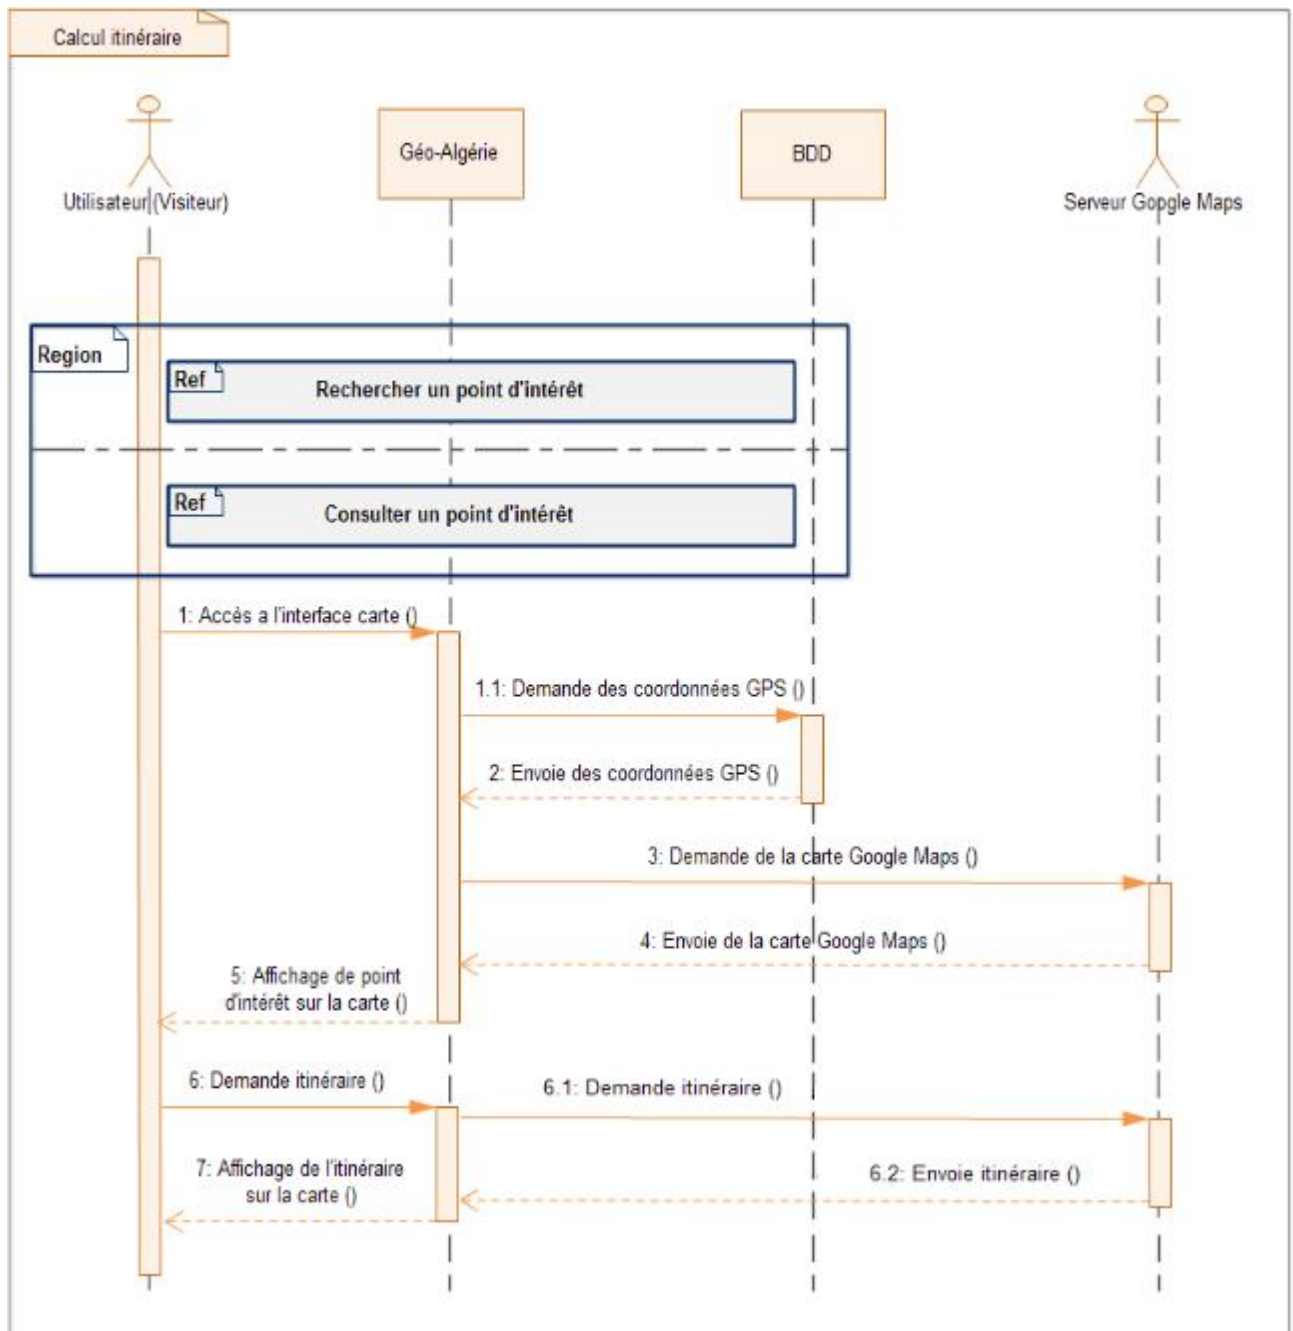 Calcul itinéraire
Géo-Algérie
BDD
Utilisateur (Visiteur)
Serveur Google Maps
Region
Ref
Rechercher un point d'intérêt
Ref
Consulter un point d'intérêt
1: Accès a l'interface carte ()
1.1: Demande des coordonnées GPS ()
2: Envoie des coordonnées GPS ()
3: Demande de la carte Google Maps ()
4: Envoie de la carte Google Maps ()
5: Affichage de point
d'intérêt sur la carte ()
6: Demande itinéraire ()
6.1: Demande itinéraire ()
7: Affichage de l'itinéraire
sur la carte ()
6.2: Envoie itinéraire ()